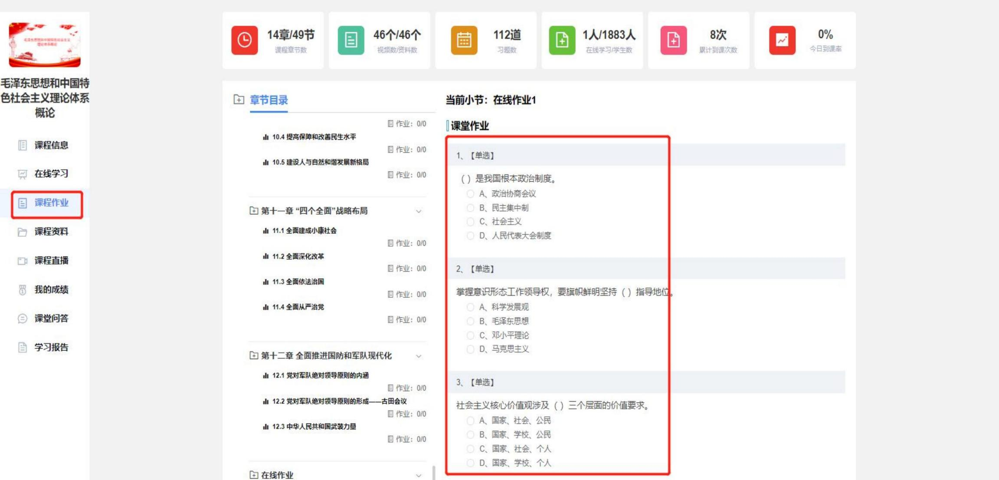 14章/49节
课程章节数
46个/46个
视频数/资料数
112道
习题数
1人/1883人
在线学习/学生数
8次
累计到课次数
0%
今日到课率
毛泽东思想和中国特
色社会主义理论体系
概论
课程信息
在线学习
课程作业
课程资料
课程直播
我的成绩
课堂问答
学习报告
章节目录
作业：0/0
10.4 提高保障和改善民生水平
作业：0/0
10.5 建设人与自然和谐发展新格局
作业：0/0
第十一章 “四个全面”战略布局
11.1 全面建成小康社会
作业：0/0
11.2 全面深化改革
作业：0/0
11.3 全面依法治国
作业：0/0
11.4 全面从严治党
作业：0/0
第十二章 全面推进国防和军队现代化
12.1 党对军队绝对领导原则的内涵
作业：0/0
12.2 党对军队绝对领导原则的形成——古田会议
作业：0/0
12.3 中华人民共和国武装力量
作业：0/0
在线作业
当前小节：在线作业1
课堂作业
1、【单选】
（ ）是我国根本政治制度。
A、政治协商会议
B、民主集中制
C、社会主义
D、人民代表大会制度
2、【单选】
掌握意识形态工作领导权，要旗帜鲜明坚持（ ）指导地位。
A、科学发展观
B、毛泽东思想
C、邓小平理论
D、马克思主义
3、【单选】
社会主义核心价值观涉及（ ）三个层面的价值要求。
A、国家、社会、公民
B、国家、学校、公民
C、国家、社会、个人
D、国家、学校、个人